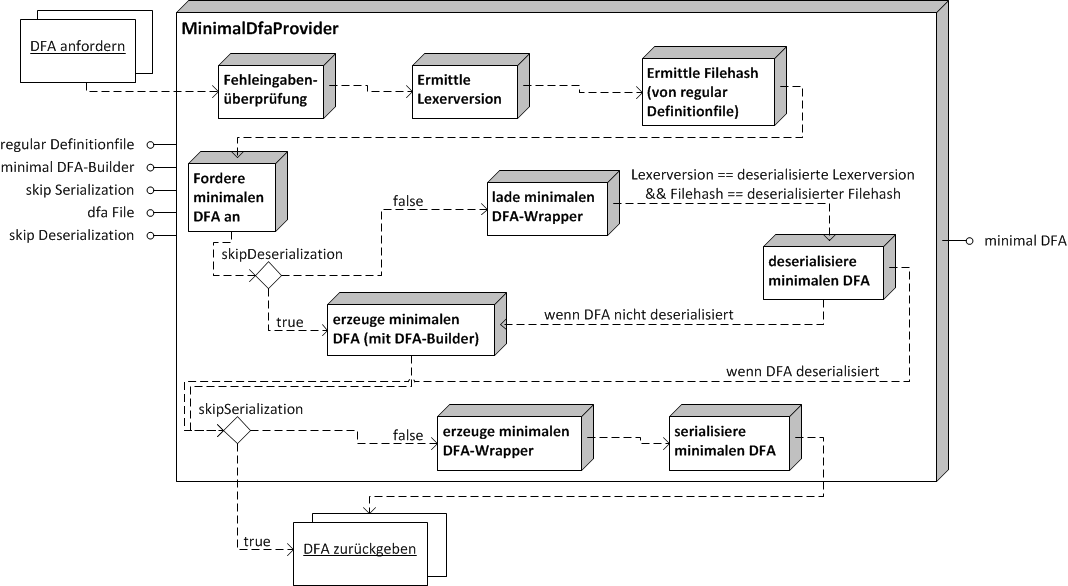 DFA anfordern
MinimalDfaProvider
Fehleingaben-
überprüfung
Ermittle
Lexerversion
Ermittle Filehash
(von regular
Definitionfile)
regular Definitionfile
minimal DFA-Builder
skip Serialization
dfa File
skip Deserialization
Fordere
minimalen
DFA an
false
lade minimalen
DFA-Wrapper
Lexerversion == deserialisierte Lexerversion
&& Filehash == deserialisierter Filehash
minimal DFA
skipDeserialization
deserialisiere
minimalen DFA
true
erzeuge minimalen
DFA (mit DFA-Builder)
wenn DFA nicht deserialisiert
wenn DFA deserialisiert
skipSerialization
false
erzeuge minimalen
DFA-Wrapper
serialisiere
minimalen DFA
true
DFA zurückgeben